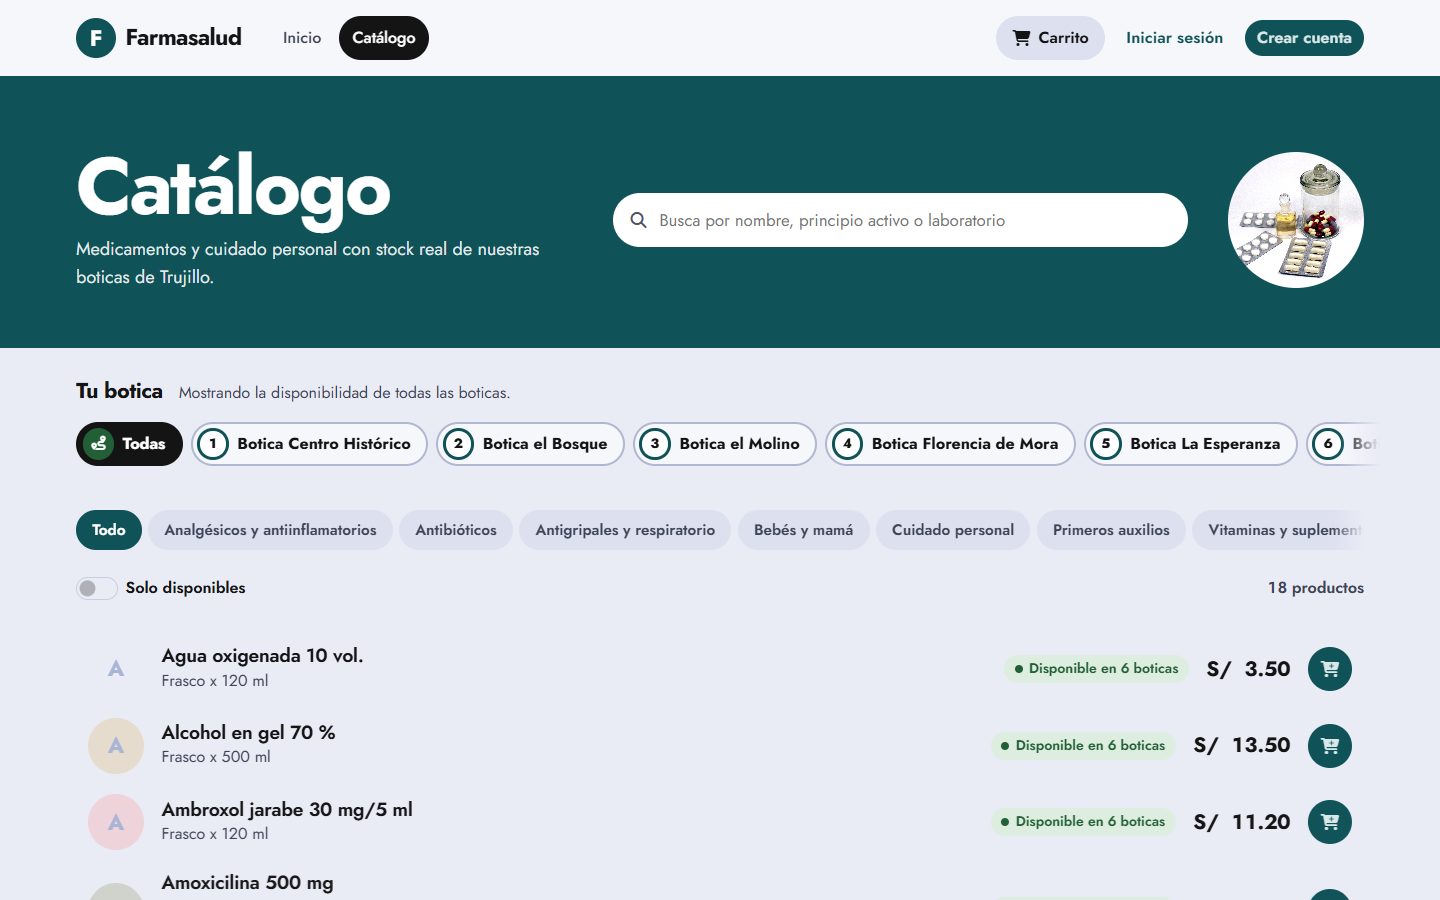 F Farmasalud Inicio Catálogo Carrito Iniciar sesión Crear cuenta
Catálogo
Busca por nombre, principio activo o laboratorio
Medicamentos y cuidado personal con stock real de nuestras
boticas de Trujillo.
Tu botica Mostrando la disponibilidad de todas las boticas.
Todas 1 Botica Centro Histórico 2 Botica el Bosque 3 Botica el Molino 4 Botica Florencia de Mora 5 Botica La Esperanza 6
Todo Analgésicos y antiinflamatorios Antibióticos Antigripales y respiratorio Bebés y mamá Cuidado personal Primeros auxilios Vitaminas y suplement
Solo disponibles 18 productos
A Agua oxigenada 10 vol. Disponible en 6 boticas S/ 3.50
Frasco x 120 ml
A Alcohol en gel 70 % Disponible en 6 boticas S/ 13.50
Frasco x 500 ml
A Ambroxol jarabe 30 mg/5 ml Disponible en 6 boticas S/ 11.20
Frasco x 120 ml
Amoxicilina 500 mg